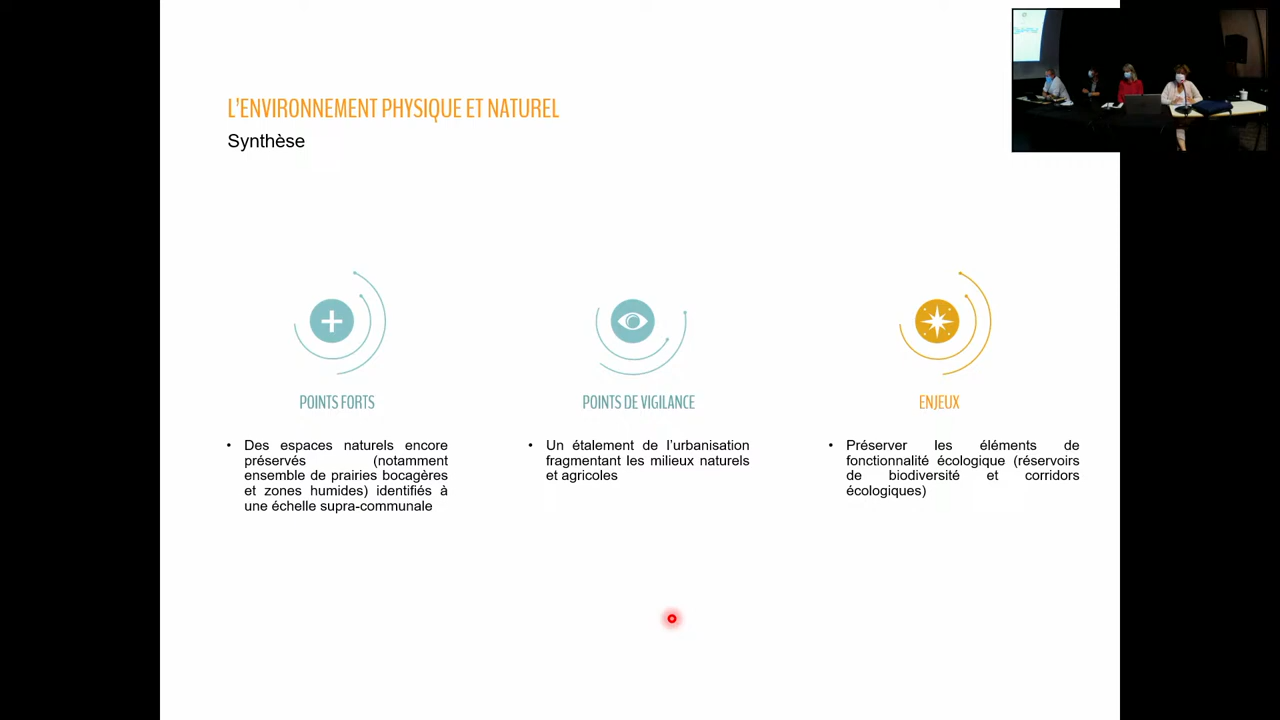 L'ENVIRONNEMENT PHYSIQUE ET NATUREL
Synthèse
POINTS FORTS
• Des espaces naturels encore
préservés (notamment
ensemble de prairies bocagères
et zones humides) identifiés à
une échelle supra-communale
POINTS DE VIGILANCE
• Un étalement de l'urbanisation
fragmentant les milieux naturels
et agricoles
ENJEUX
• Préserver les éléments de
fonctionnalité écologique (réservoirs
de biodiversité et corridors
écologiques)